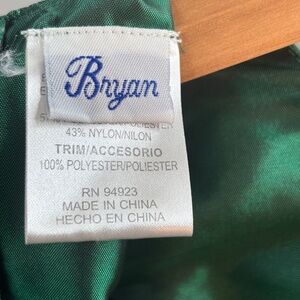 Bryan
43% NYLON/NILON
TRIM/ACCESORIO
100% POLYESTER/POLIESTER
RN 94923
MADE IN CHINA
HECHO EN CHINA